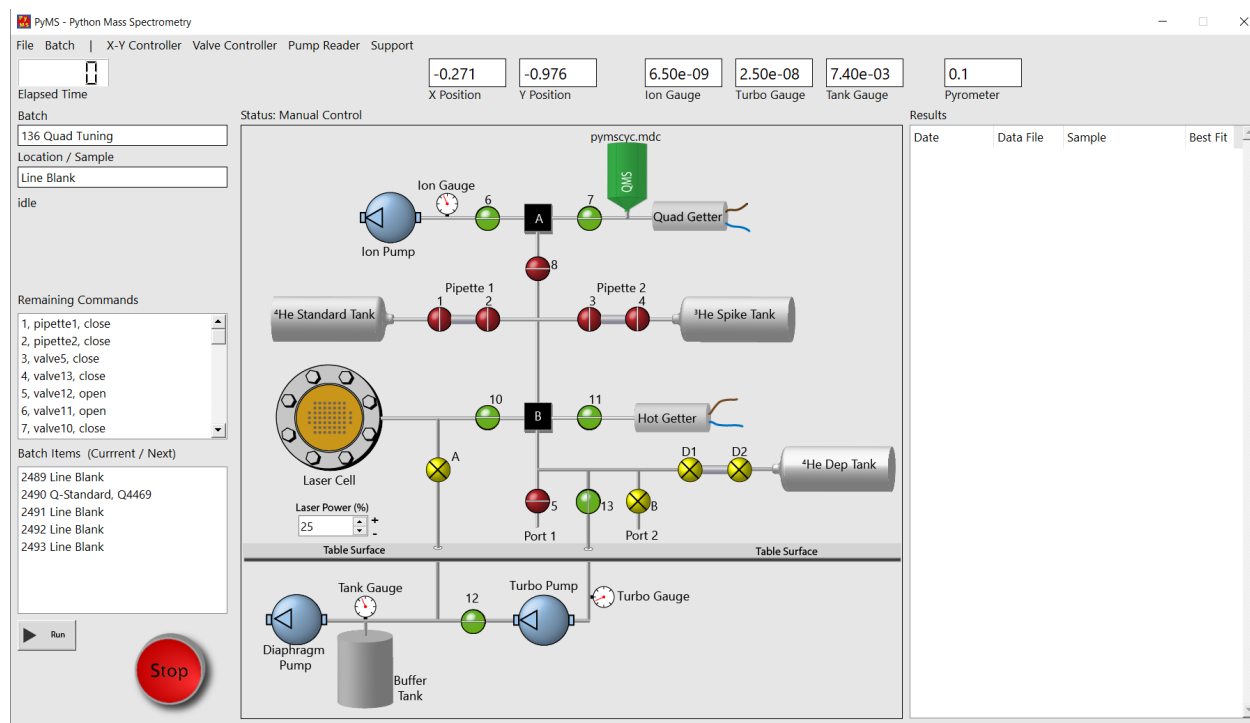 PyMS - Python Mass Spectrometry
File Batch | X-Y Controller Valve Controller Pump Reader Support
0
Elapsed Time
-0.271
X Position
-0.976
Y Position
6.50e-09
Ion Gauge
2.50e-08
Turbo Gauge
7.40e-03
Tank Gauge
0.1
Pyrometer
Batch
136 Quad Tuning
Location / Sample
Line Blank
idle
Remaining Commands
1, pipette1, close
2, pipette2, close
3, valve5, close
4, valve13, close
5, valve12, open
6, valve11, open
7, valve10, close
Batch Items (Currrent / Next)
2489 Line Blank
2490 Q-Standard, Q4469
2491 Line Blank
2492 Line Blank
2493 Line Blank
Run
Stop
Status: Manual Control
pymscyc.mdc
QMS
Ion Gauge
6
A
7
Quad Getter
Ion Pump
8
Pipette 1
1 2
Pipette 2
3 4
⁴He Standard Tank
³He Spike Tank
10
B
11
Hot Getter
Laser Cell
A
D1 D2
⁴He Dep Tank
Laser Power (%)
25
+
-
5
13
B
Port 1
Port 2
Table Surface
Table Surface
Tank Gauge
12
Turbo Pump
Turbo Gauge
Diaphragm
Pump
Buffer
Tank
Results
Date Data File Sample Best Fit